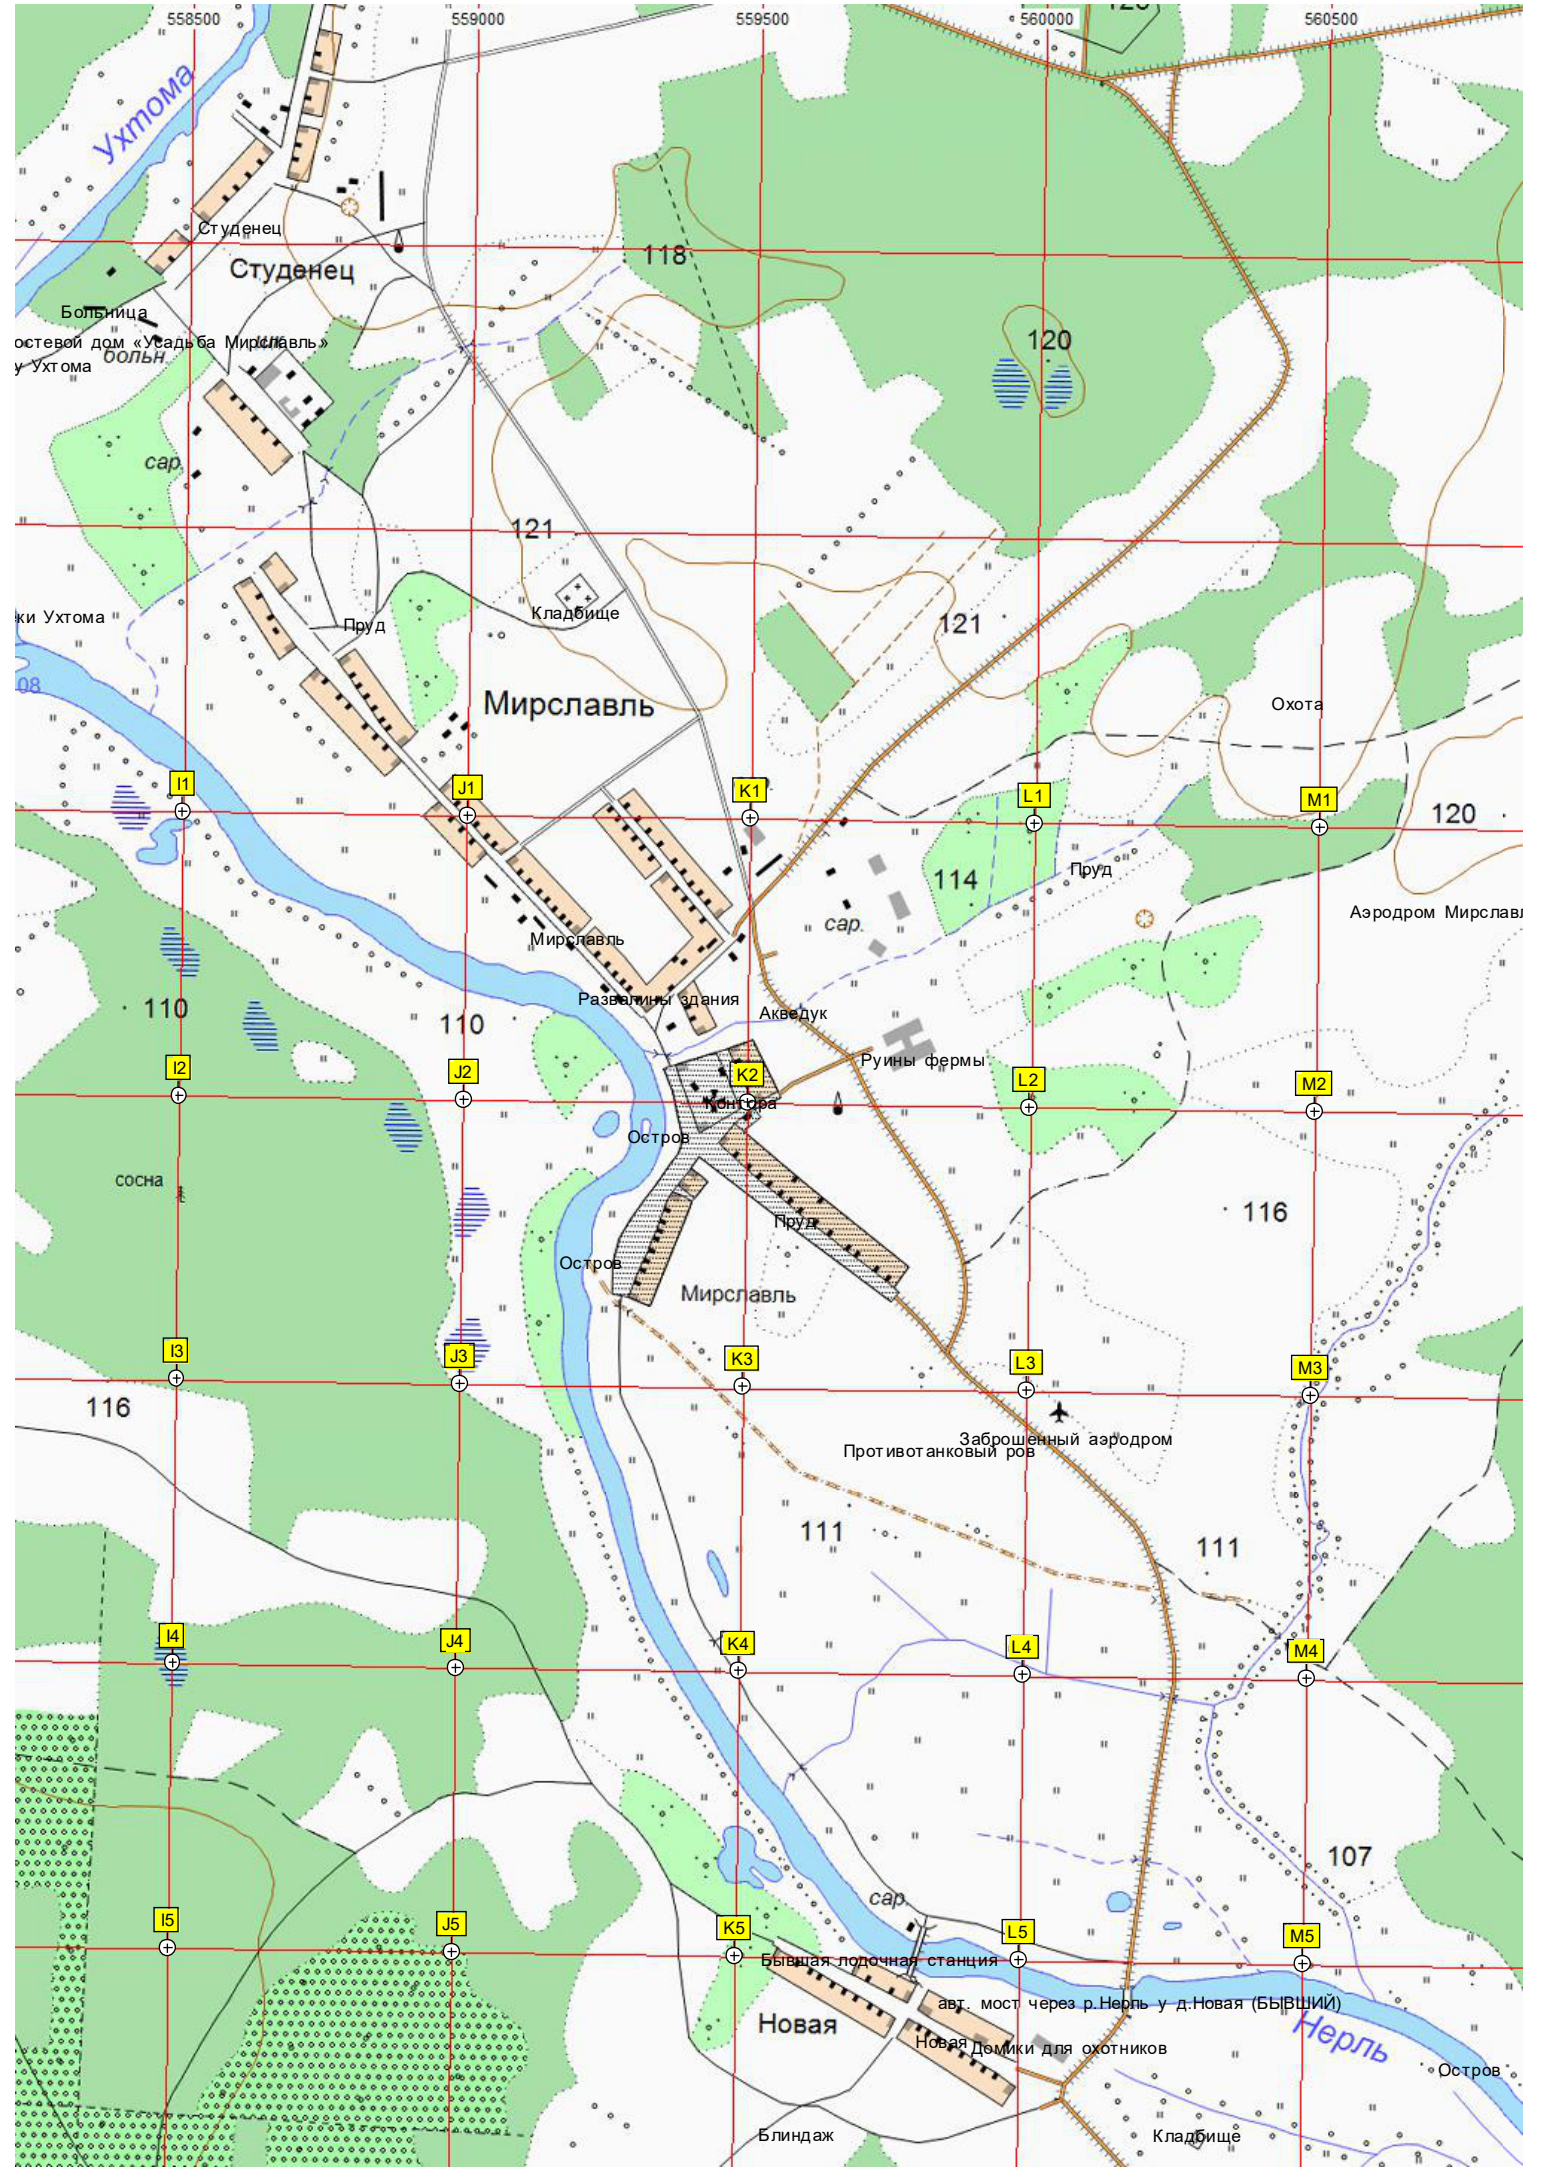 558500 559000 559500 560000 560500
Ухтома
Студенец
118
Студенец
Больница
остевой дом «Усадьба Мирславль»
120
больн.
у Ухтома
сар.
121
Кладбище
ки Ухтома
Пруд
121
08
Мирславль
Охота
I1 J1 K1 L1 M1
120
Пруд
114
Аэродром Мирславл
сар.
Мирславль
Развалины здания
110
Акведук
110
Руины фермы
I2 J2 K2 L2 M2
Контора
Остров
сосна
116
Пруд
Остров
Мирславль
I3 J3 K3 L3 M3
116
Заброшенный аэродром
Противотанковый ров
111
111
I4 J4 K4 L4 M4
107
сар.
I5 J5 K5 L5 M5
Бывшая лодочная станция
авт. мост через р.Нерль у д.Новая (БЫВШИЙ)
Новая
Нерль
Новая
Домики для охотников
Остров
Блиндаж
Кладбище